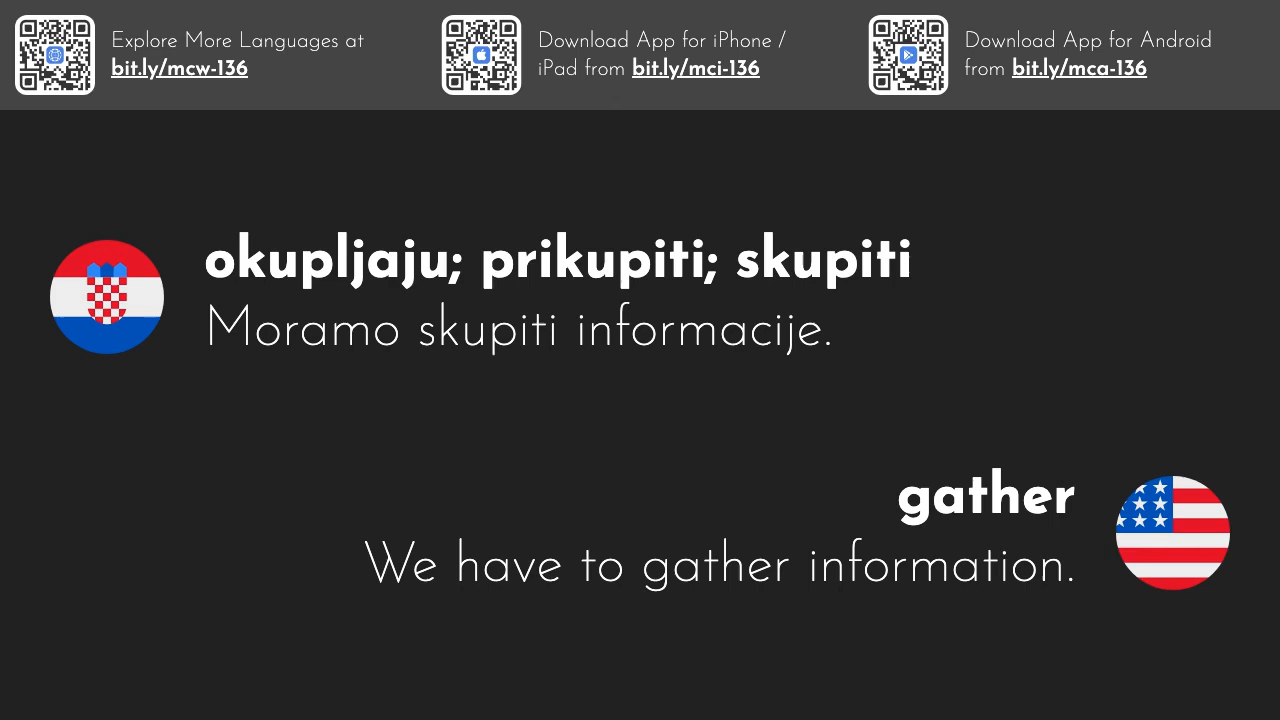 Explore More Languages at
bit.ly/mcw-136
Download App for iPhone /
iPad from bit.ly/mci-136
Download App for Android
from bit.ly/mca-136
okupljaju; prikupiti; skupiti
Moramo skupiti informacije.
gather
We have to gather information.